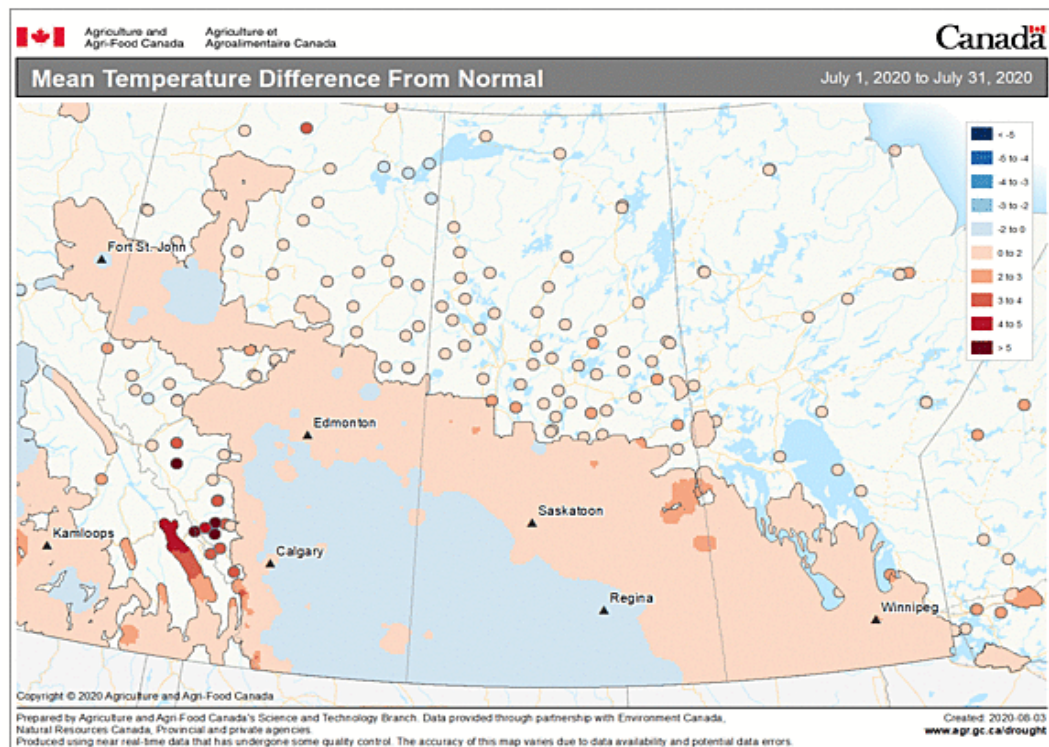 Agriculture and
Agri-Food Canada
Agriculture et
Agroalimentaire Canada
Canada
Mean Temperature Difference From Normal
July 1, 2020 to July 31, 2020
< -5
-5 to -4
-4 to -3
-3 to -2
-2 to 0
0 to 2
2 to 3
3 to 4
4 to 5
> 5
Fort St. John
Edmonton
Saskatoon
Kamloops
Calgary
Regina
Winnipeg
Copyright © 2020 Agriculture and Agri-Food Canada
Prepared by Agriculture and Agri-Food Canada's Science and Technology Branch. Data provided through partnership with Environment Canada,
Natural Resources Canada, Provincial and private agencies.
Produced using near real-time data that has undergone some quality control. The accuracy of this map varies due to data availability and potential data errors.
Created: 2020-08-03
www.agr.gc.ca/drought